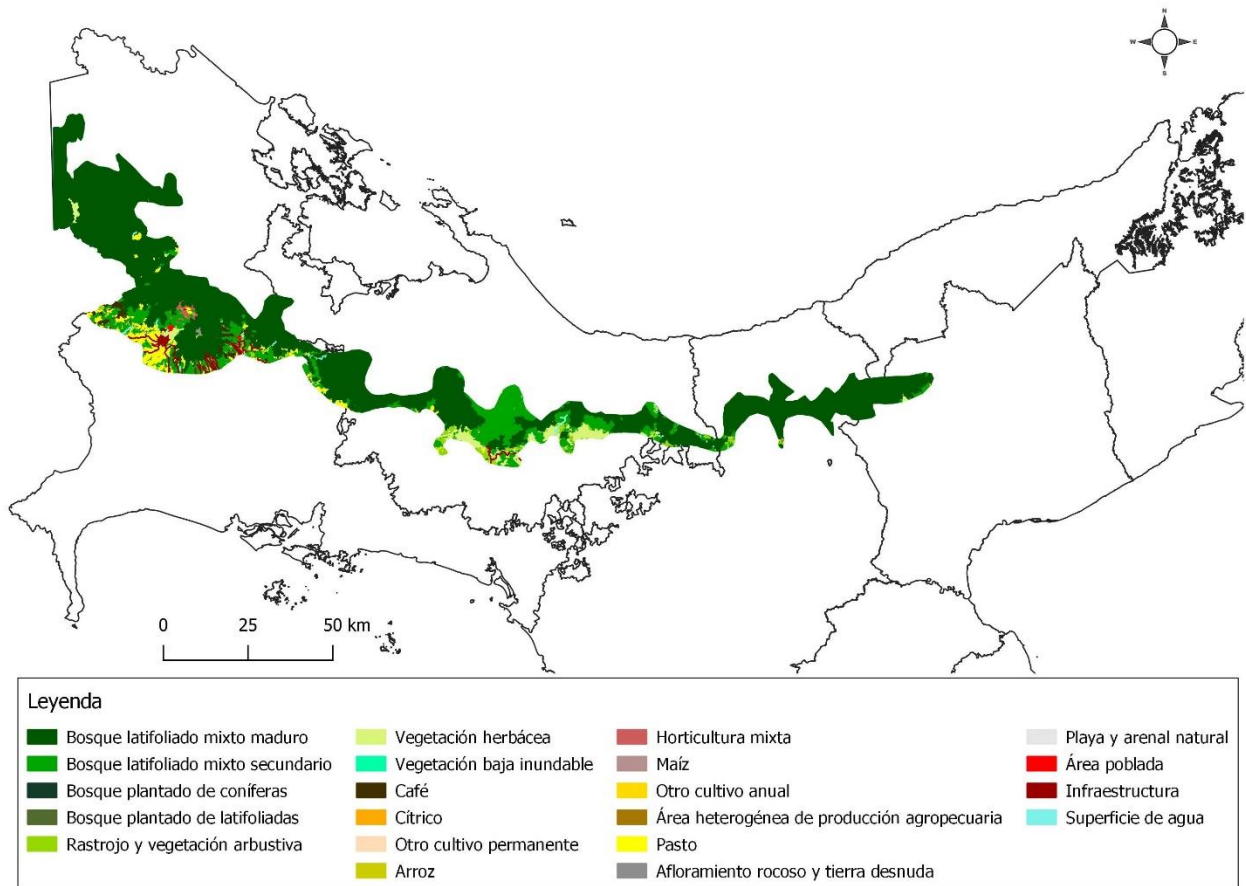 N
W E
S
0 25 50 km
Leyenda
Bosque latifoliado mixto maduro
Bosque latifoliado mixto secundario
Bosque plantado de coníferas
Bosque plantado de latifoliadas
Rastrojo y vegetación arbustiva
Vegetación herbácea
Vegetación baja inundable
Café
Cítrico
Otro cultivo permanente
Arroz
Horticultura mixta
Maíz
Otro cultivo anual
Área heterogénea de producción agropecuaria
Pasto
Afloramiento rocoso y tierra desnuda
Playa y arenal natural
Área poblada
Infraestructura
Superficie de agua